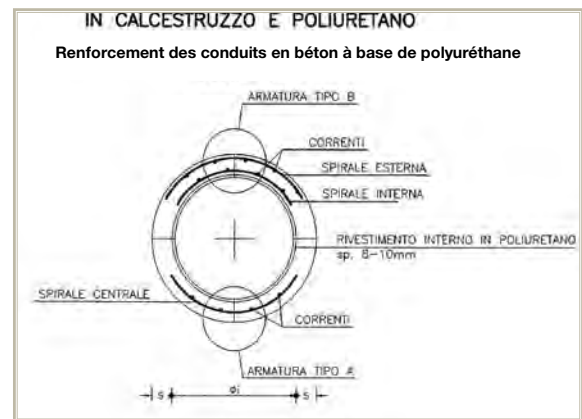 IN CALCESTRUZZO E POLIURETANO
Renforcement des conduits en béton à base de polyuréthane
ARMATURA TIPO B
CORRENTI
SPIRALE ESTERNA
SPIRALE INTERNA
RIVESTIMENTO INTERNO IN POLIURETANO
sp. 8-10mm
SPIRALE CENTRALE
CORRENTI
ARMATURA TIPO A
s øi s